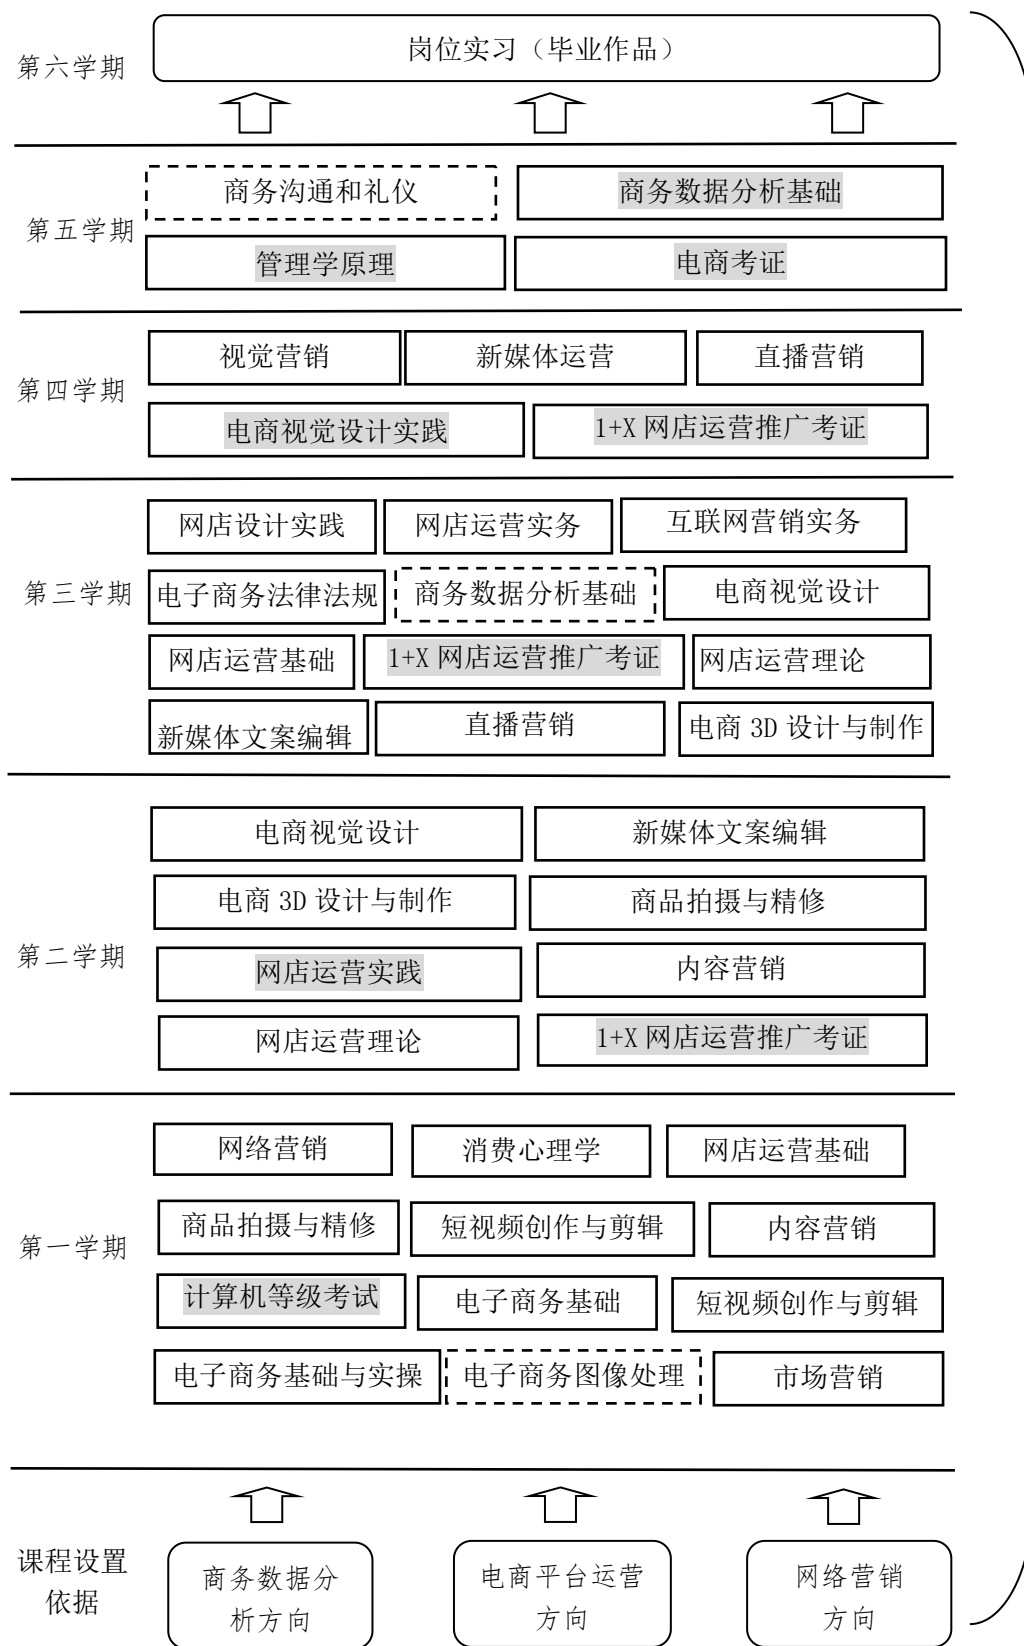 第六学期
岗位实习（毕业作品）
第五学期
商务沟通和礼仪
商务数据分析基础
管理学原理
电商考证
第四学期
视觉营销
新媒体运营
直播营销
电商视觉设计实践
1+X 网店运营推广考证
第三学期
网店设计实践
网店运营实务
互联网营销实务
电子商务法律法规
商务数据分析基础
电商视觉设计
网店运营基础
1+X 网店运营推广考证
网店运营理论
新媒体文案编辑
直播营销
电商 3D 设计与制作
第二学期
电商视觉设计
新媒体文案编辑
电商 3D 设计与制作
商品拍摄与精修
网店运营实践
内容营销
网店运营理论
1+X 网店运营推广考证
第一学期
网络营销
消费心理学
网店运营基础
商品拍摄与精修
短视频创作与剪辑
内容营销
计算机等级考试
电子商务基础
短视频创作与剪辑
电子商务基础与实操
电子商务图像处理
市场营销
课程设置
依据
商务数据分
析方向
电商平台运营
方向
网络营销
方向